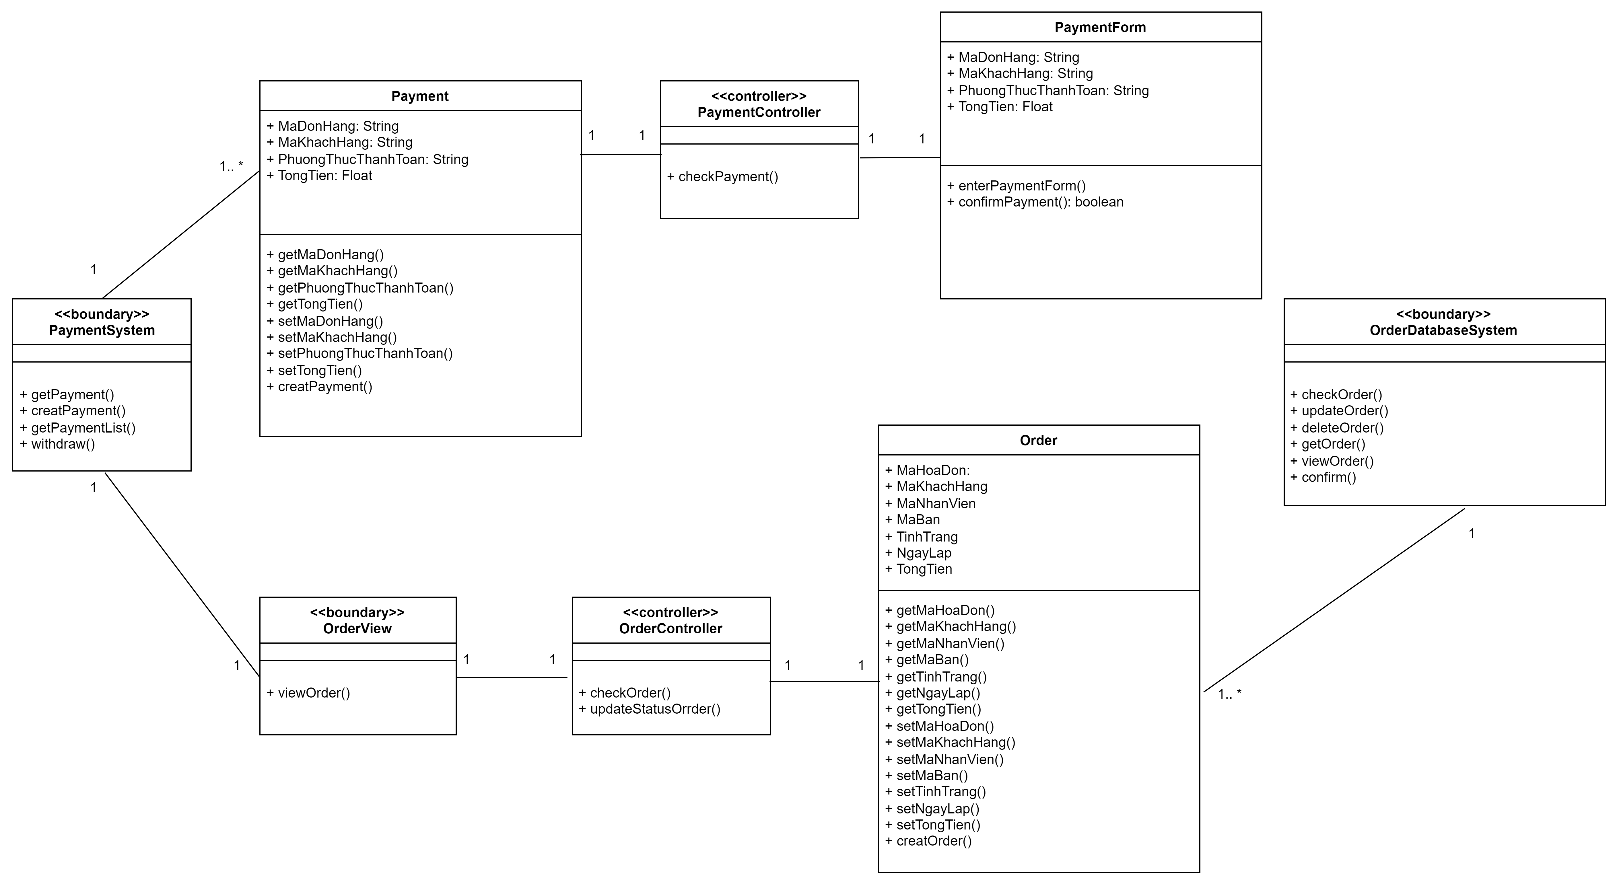 PaymentForm
+ MaDonHang: String
+ MaKhachHang: String
+ PhuongThucThanhToan: String
+ TongTien: Float
+ enterPaymentForm()
+ confirmPayment(): boolean
Payment
+ MaDonHang: String
+ MaKhachHang: String
+ PhuongThucThanhToan: String
+ TongTien: Float
+ getMaDonHang()
+ getMaKhachHang()
+ getPhuongThucThanhToan()
+ getTongTien()
+ setMaDonHang()
+ setMaKhachHang()
+ setPhuongThucThanhToan()
+ setTongTien()
+ creatPayment()
1
1
<<controller>>
PaymentController
+ checkPayment()
1
1
1.. *
1
<<boundary>>
PaymentSystem
+ getPayment()
+ creatPayment()
+ getPaymentList()
+ withdraw()
1
1
<<boundary>>
OrderDatabaseSystem
+ checkOrder()
+ updateOrder()
+ deleteOrder()
+ getOrder()
+ viewOrder()
+ confirm()
1
1.. *
<<boundary>>
OrderView
+ viewOrder()
1
1
<<controller>>
OrderController
+ checkOrder()
+ updateStatusOrrder()
1
1
Order
+ MaHoaDon:
+ MaKhachHang
+ MaNhanVien
+ MaBan
+ TinhTrang
+ NgayLap
+ TongTien
+ getMaHoaDon()
+ getMaKhachHang()
+ getMaNhanVien()
+ getMaBan()
+ getTinhTrang()
+ getNgayLap()
+ getTongTien()
+ setMaHoaDon()
+ setMaKhachHang()
+ setMaNhanVien()
+ setMaBan()
+ setTinhTrang()
+ setNgayLap()
+ setTongTien()
+ creatOrder()